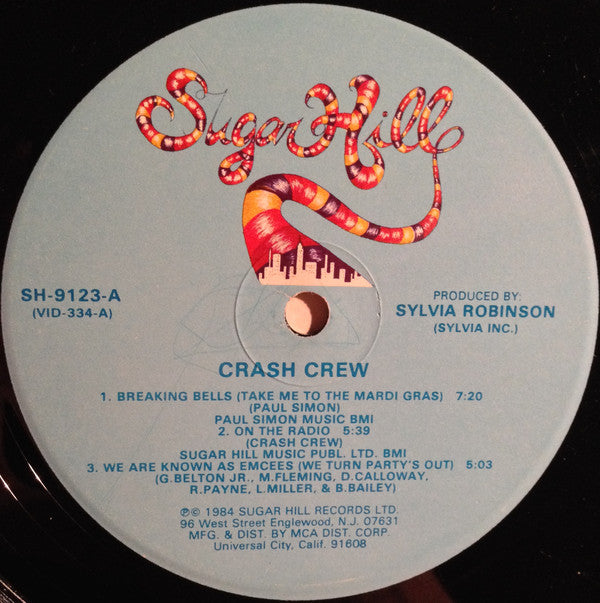 Sugar Hill
SH-9123-A
(VID-334-A)
PRODUCED BY:
SYLVIA ROBINSON
(SYLVIA INC.)
CRASH CREW
1. BREAKING BELLS (TAKE ME TO THE MARDI GRAS) 7:20
(PAUL SIMON)
PAUL SIMON MUSIC BMI
2. ON THE RADIO 5:39
(CRASH CREW)
SUGAR HILL MUSIC PUBL. LTD. BMI
3. WE ARE KNOWN AS EMCEES (WE TURN PARTY'S OUT) 5:03
(G.BELTON JR., M.FLEMING, D.CALLOWAY,
R.PAYNE, L.MILLER, & B.BAILEY)
℗© 1984 SUGAR HILL RECORDS LTD.
96 West Street Englewood, N.J. 07631
MFG. & DIST. BY MCA DIST. CORP.
Universal City, Calif. 91608